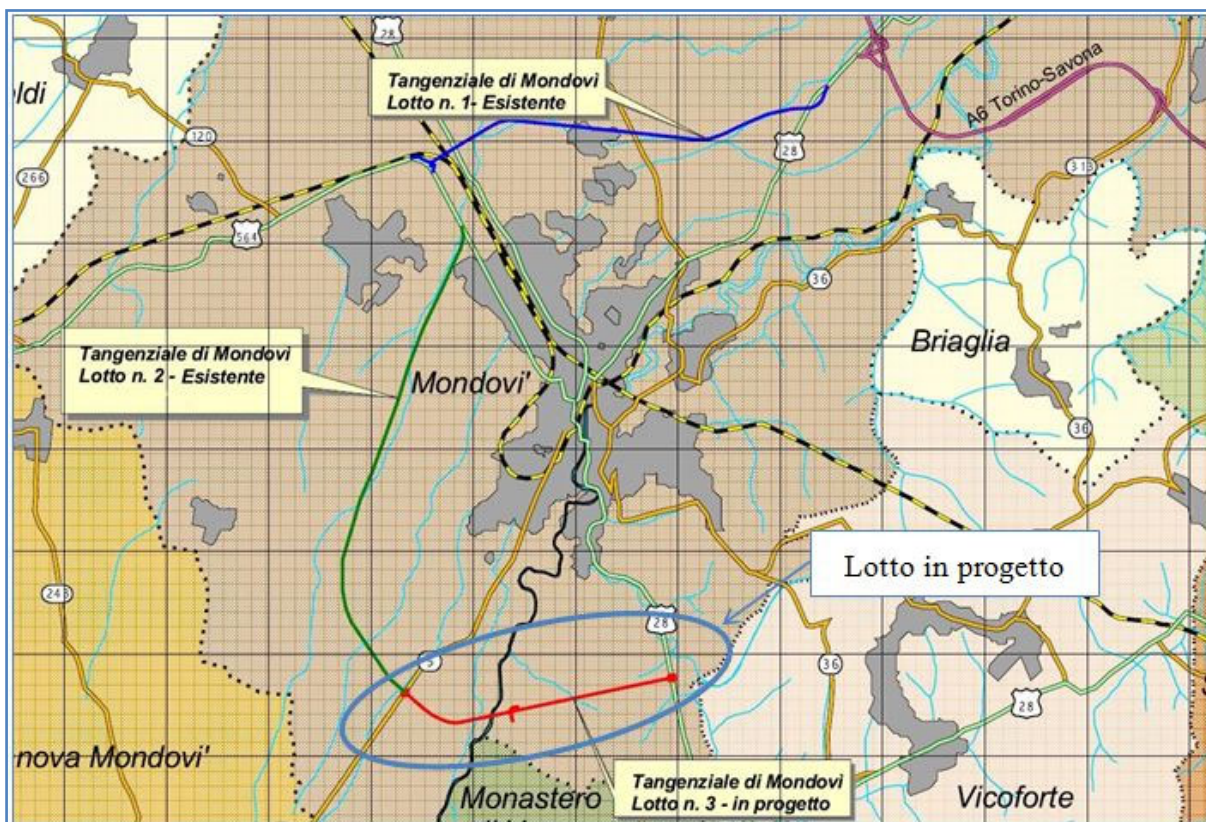 28
Tangenziale di Mondovì
Lotto n. 1- Esistente
A6 Torino-Savona
ldi
120
28
266
313
564
36
Tangenziale di Mondovì
Lotto n. 2 - Esistente
Mondovi'
Briaglia
36
Lotto in progetto
243
28
5
36
28
nova Mondovi'
Tangenziale di Mondovì
Lotto n. 3 - in progetto
Monastero
Vicoforte